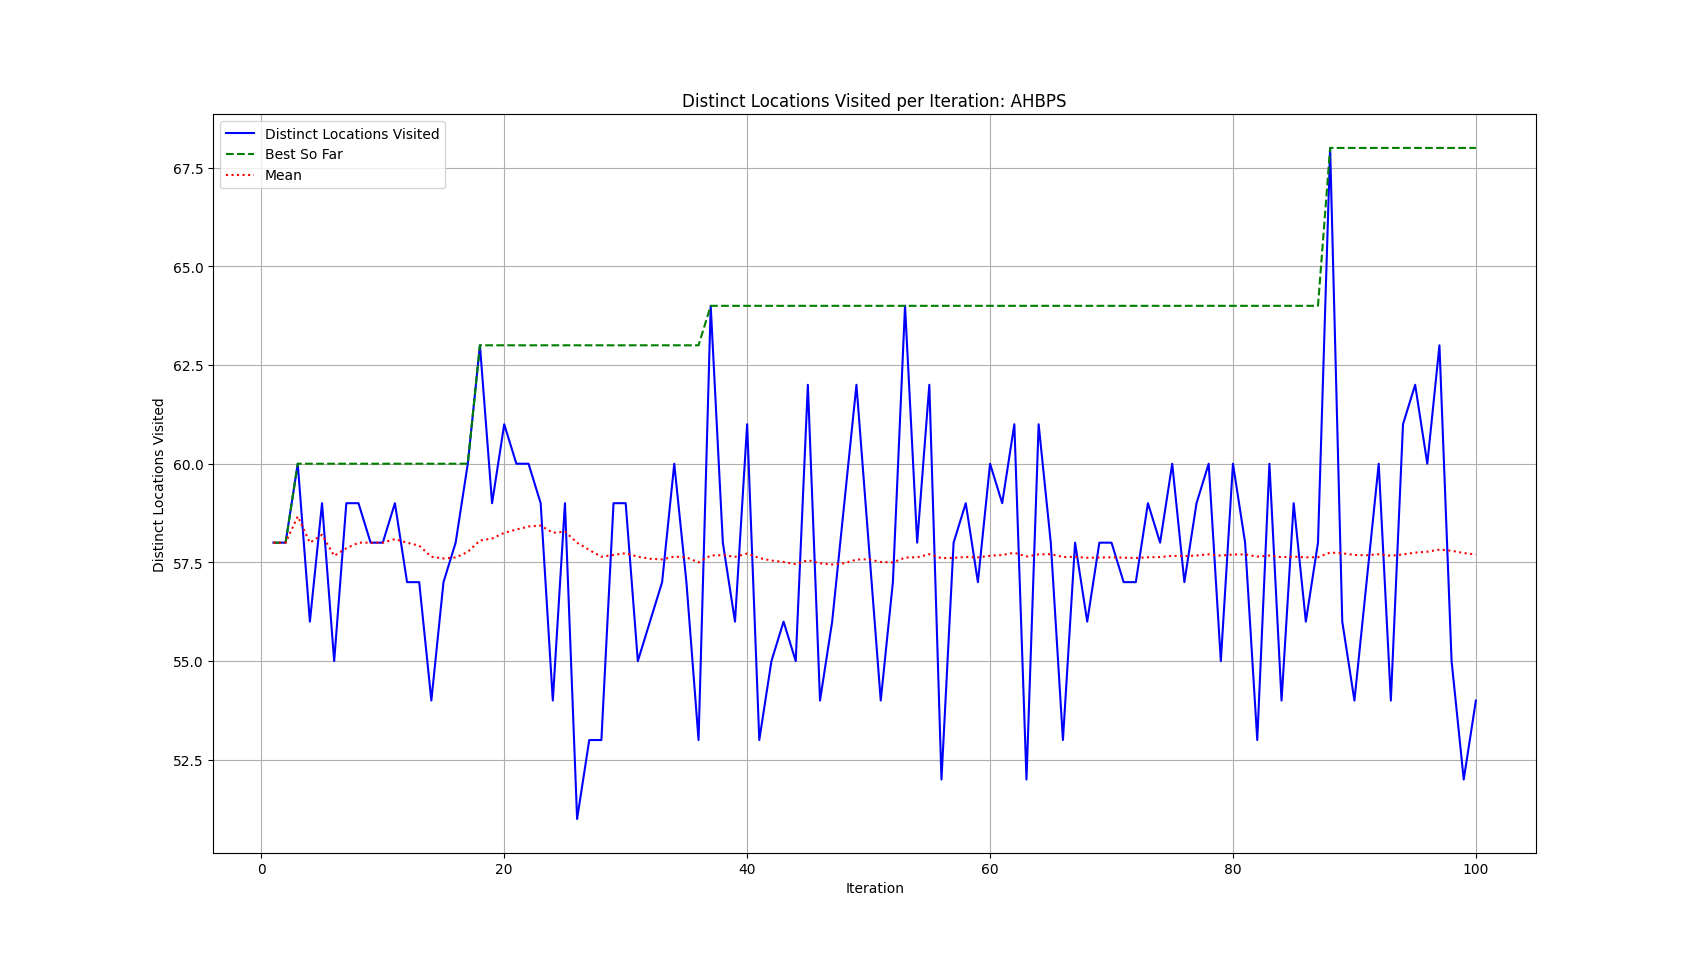 Distinct Locations Visited per Iteration: AHBPS
Distinct Locations Visited
Best So Far
Mean
67.5
65.0
62.5
60.0
57.5
55.0
52.5
Distinct Locations Visited
0 20 40 60 80 100
Iteration